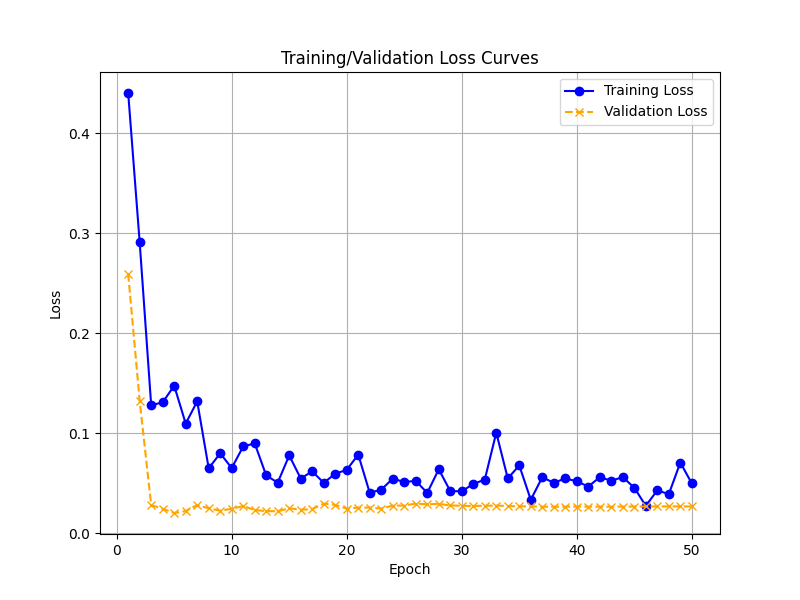 Training/Validation Loss Curves
Training Loss
Validation Loss
Loss
0.4
0.3
0.2
0.1
0.0
0 10 20 30 40 50
Epoch